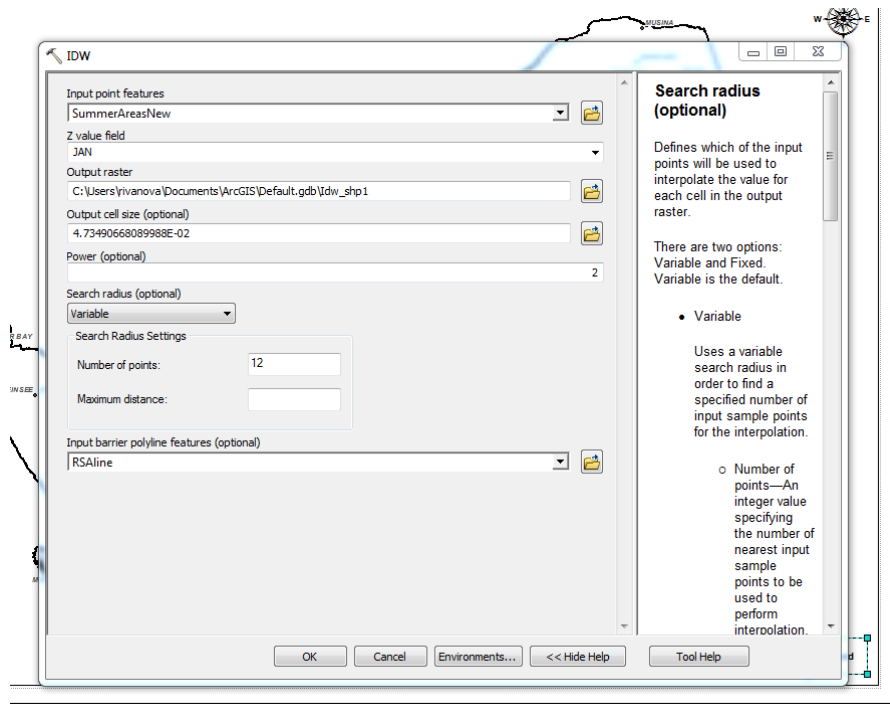 MUSINA
W E
IDW
Input point features
SummerAreasNew
Z value field
JAN
Output raster
C:\Users\rivanova\Documents\ArcGIS\Default.gdb\Idw_shp1
Output cell size (optional)
4.73490668089988E-02
Power (optional)
2
Search radius (optional)
Variable
Search Radius Settings
Number of points:
12
Maximum distance:
Input barrier polyline features (optional)
RSAline
OK
Cancel
Environments...
<< Hide Help
Tool Help
Search radius
(optional)
Defines which of the input
points will be used to
interpolate the value for
each cell in the output
raster.
There are two options:
Variable and Fixed.
Variable is the default.
Variable
Uses a variable
search radius in
order to find a
specified number of
input sample points
for the interpolation.
Number of
points—An
integer value
specifying
the number of
nearest input
sample
points to be
used to
perform
interpolation.
BAY